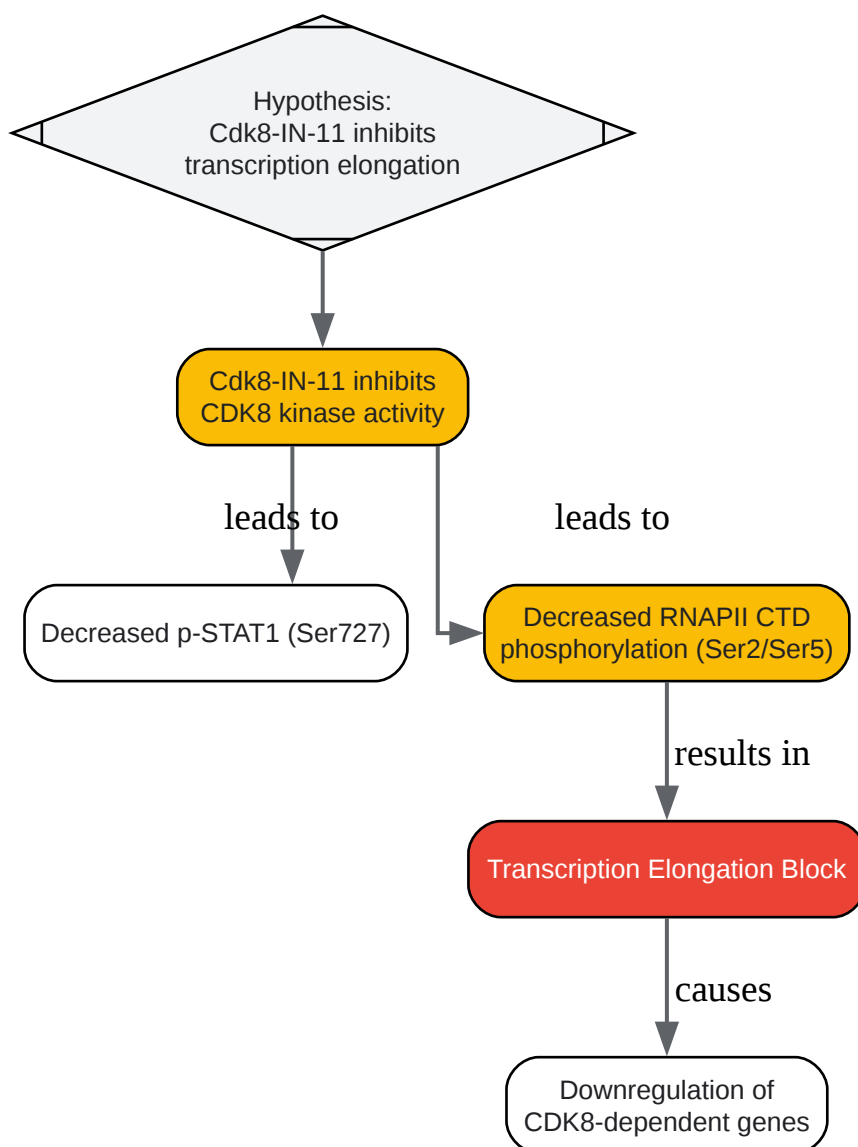 Hypothesis:
Cdk8-IN-11 inhibits
transcription elongation
Cdk8-IN-11 inhibits
CDK8 kinase activity
leads to
leads to
Decreased p-STAT1 (Ser727)
Decreased RNAPII CTD
phosphorylation (Ser2/Ser5)
results in
Transcription Elongation Block
causes
Downregulation of
CDK8-dependent genes